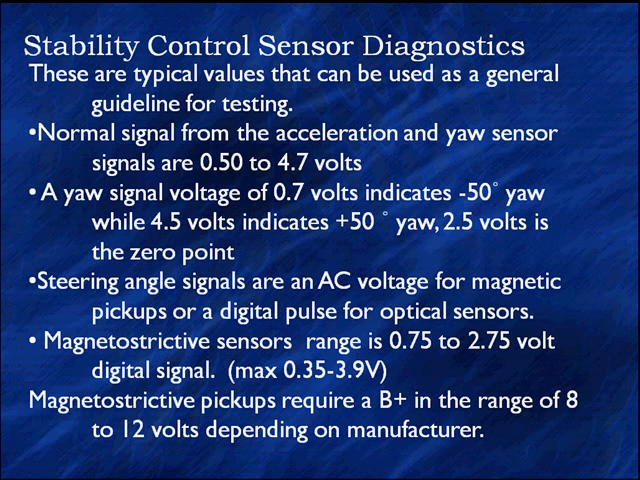 Stability Control Sensor Diagnostics
These are typical values that can be used as a general
guideline for testing.
•Normal signal from the acceleration and yaw sensor
signals are 0.50 to 4.7 volts
• A yaw signal voltage of 0.7 volts indicates -50° yaw
while 4.5 volts indicates +50 ° yaw, 2.5 volts is
the zero point
•Steering angle signals are an AC voltage for magnetic
pickups or a digital pulse for optical sensors.
• Magnetostrictive sensors  range is 0.75 to 2.75 volt
digital signal.  (max 0.35-3.9V)
Magnetostrictive pickups require a B+ in the range of 8
to 12 volts depending on manufacturer.